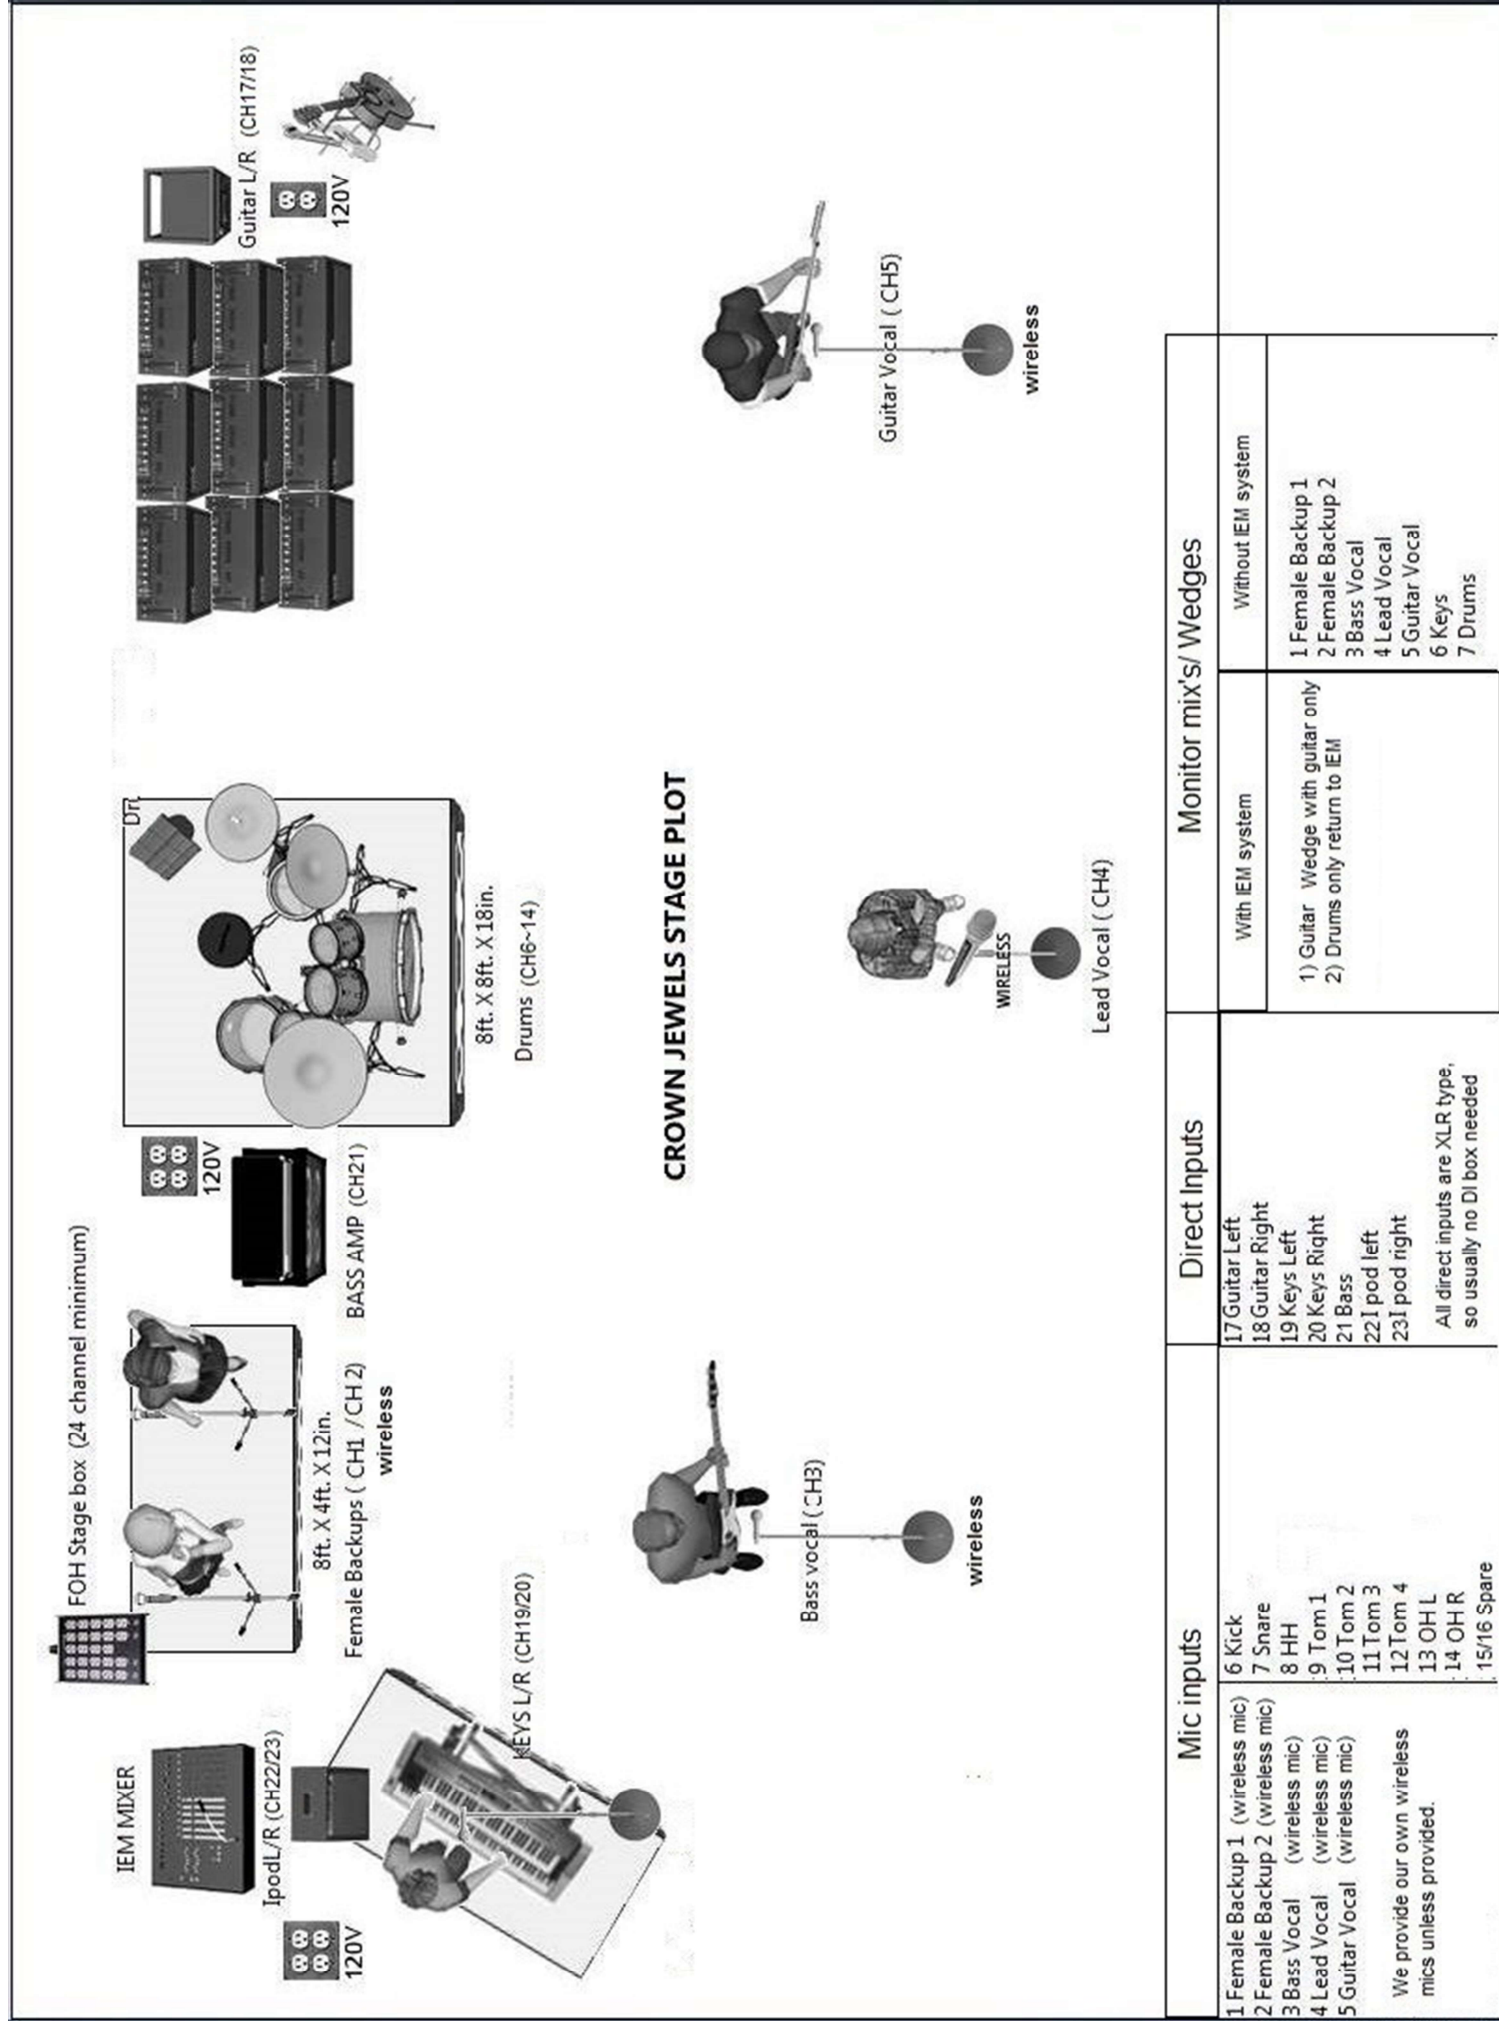 FOH Stage box (24 channel minimum)
IEM MIXER
IpodL/R (CH22/23)
120V
KEYS L/R (CH19/20)
8ft. X 4ft. X 12in.
Female Backups ( CH1 / CH 2)
wireless
120V
BASS AMP (CH21)
Dru
8ft. X 8ft. X 18in.
Drums (CH6~14)
Guitar L/R (CH17/18)
120V
CROWN JEWELS STAGE PLOT
Bass vocal ( CH3)
wireless
WIRELESS
Lead Vocal ( CH4)
Guitar Vocal ( CH5)
wireless
Mic inputs
1 Female Backup 1 (wireless mic)
2 Female Backup 2 (wireless mic)
3 Bass Vocal (wireless mic)
4 Lead Vocal (wireless mic)
5 Guitar Vocal (wireless mic)
We provide our own wireless
mics unless provided.
6 Kick
7 Snare
8 HH
9 Tom 1
10 Tom 2
11 Tom 3
12 Tom 4
13 OH L
14 OH R
15/16 Spare
Direct Inputs
17 Guitar Left
18 Guitar Right
19 Keys Left
20 Keys Right
21 Bass
22 I pod left
23 I pod right
All direct inputs are XLR type,
so usually no DI box needed
Monitor mix's/ Wedges
With IEM system
1) Guitar Wedge with guitar only
2) Drums only return to IEM
Without IEM system
1 Female Backup 1
2 Female Backup 2
3 Bass Vocal
4 Lead Vocal
5 Guitar Vocal
6 Keys
7 Drums